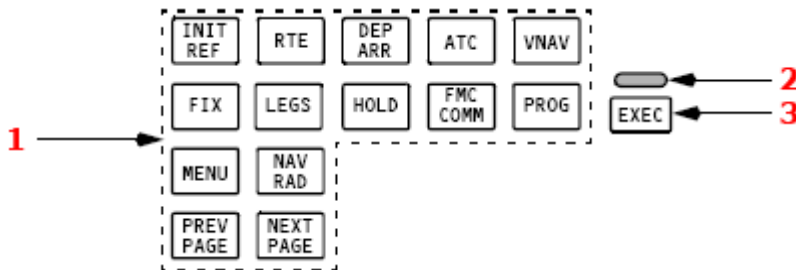 INIT
REF
RTE
DEP
ARR
ATC
VNAV
2
FIX
LEGS
HOLD
FMC
COMM
PROG
EXEC
3
1
MENU
NAV
RAD
PREV
PAGE
NEXT
PAGE